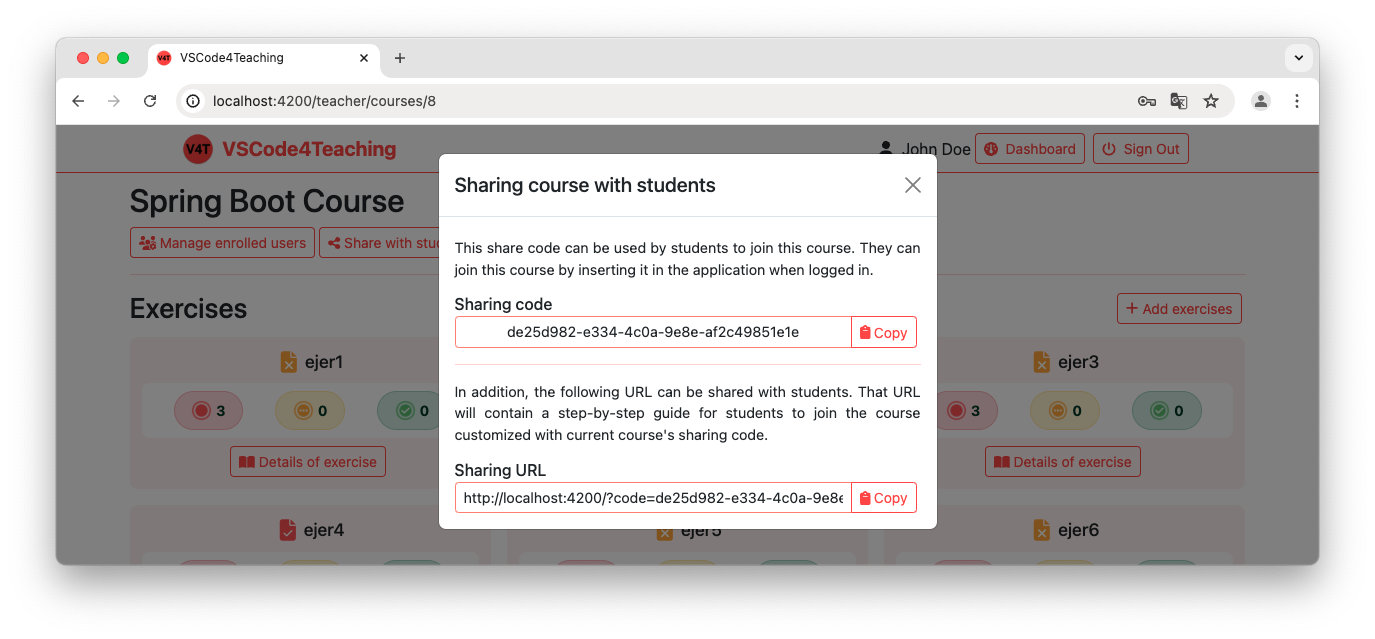 VSCode4Teaching
localhost:4200/teacher/courses/8
V4T VSCode4Teaching
John Doe Dashboard Sign Out
Spring Boot Course
Manage enrolled users Share with
Sharing course with students
This share code can be used by students to join this course. They can
join this course by inserting it in the application when logged in.
Sharing code
de25d982-e334-4c0a-9e8e-af2c49851e1e Copy
In addition, the following URL can be shared with students. That URL
will contain a step-by-step guide for students to join the course
customized with current course's sharing code.
Sharing URL
http://localhost:4200/?code=de25d982-e334-4c0a-9e8e Copy
Exercises
Add exercises
ejer1
3 0 0
Details of exercise
ejer3
3 0 0
Details of exercise
ejer4
ejer5
ejer6